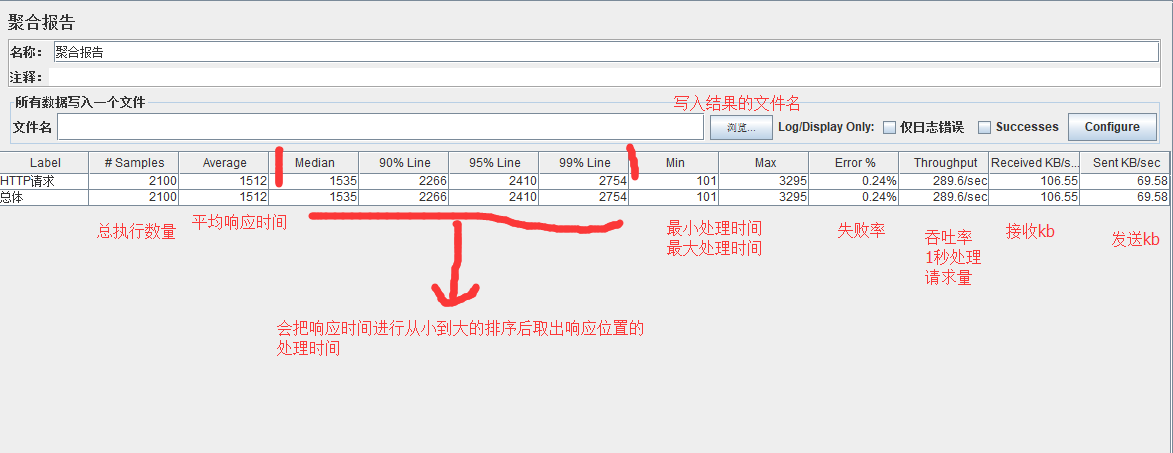 聚合报告
名称： 聚合报告
注释：
所有数据写入一个文件
写入结果的文件名
文件名 浏览... Log/Display Only: 仅日志错误 Successes Configure
Label # Samples Average Median 90% Line 95% Line 99% Line Min Max Error % Throughput Received KB/s... Sent KB/sec
HTTP请求 2100 1512 1535 2266 2410 2754 101 3295 0.24% 289.6/sec 106.55 69.58
总体 2100 1512 1535 2266 2410 2754 101 3295 0.24% 289.6/sec 106.55 69.58
总执行数量
平均响应时间
最小处理时间
最大处理时间
失败率
吞吐率
1秒处理
请求量
接收kb
发送kb
会把响应时间进行从小到大的排序后取出响应位置的
处理时间